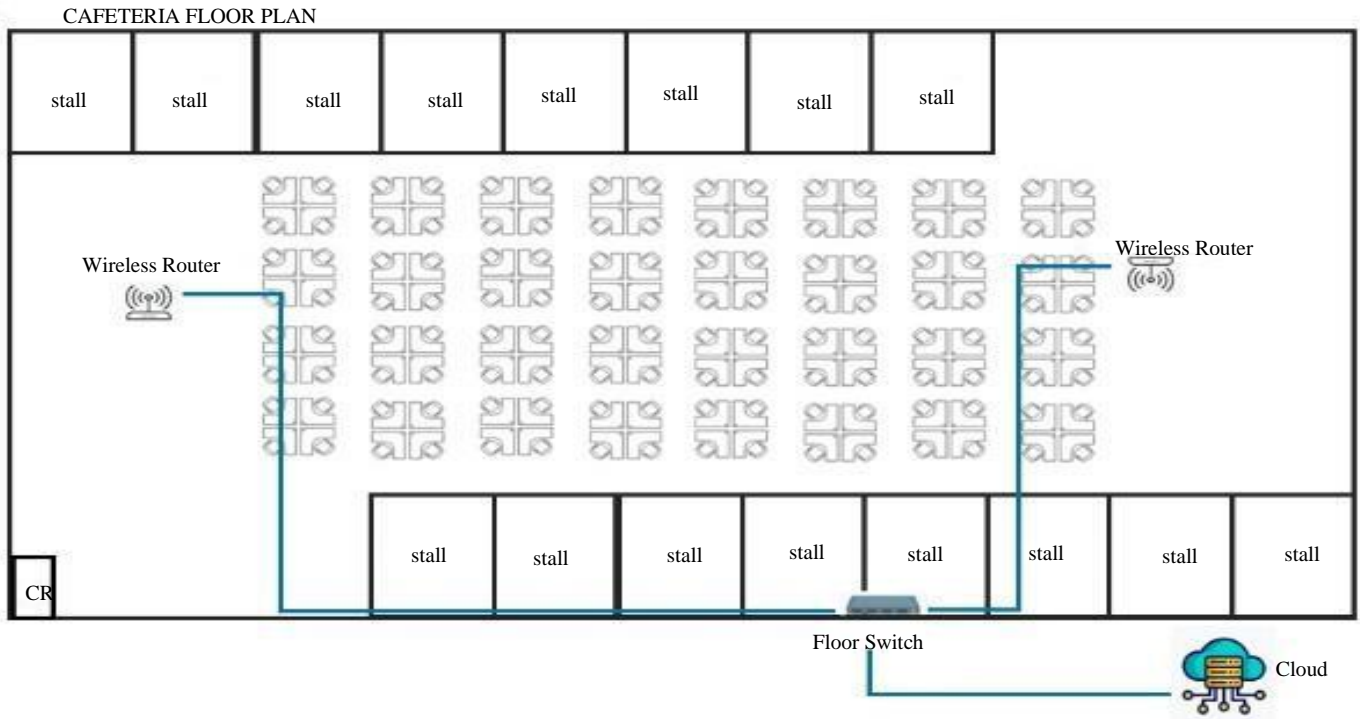 CAFETERIA FLOOR PLAN
stall stall stall stall stall stall stall stall
Wireless Router
Wireless Router
stall stall stall stall stall stall stall stall
CR
Floor Switch
Cloud